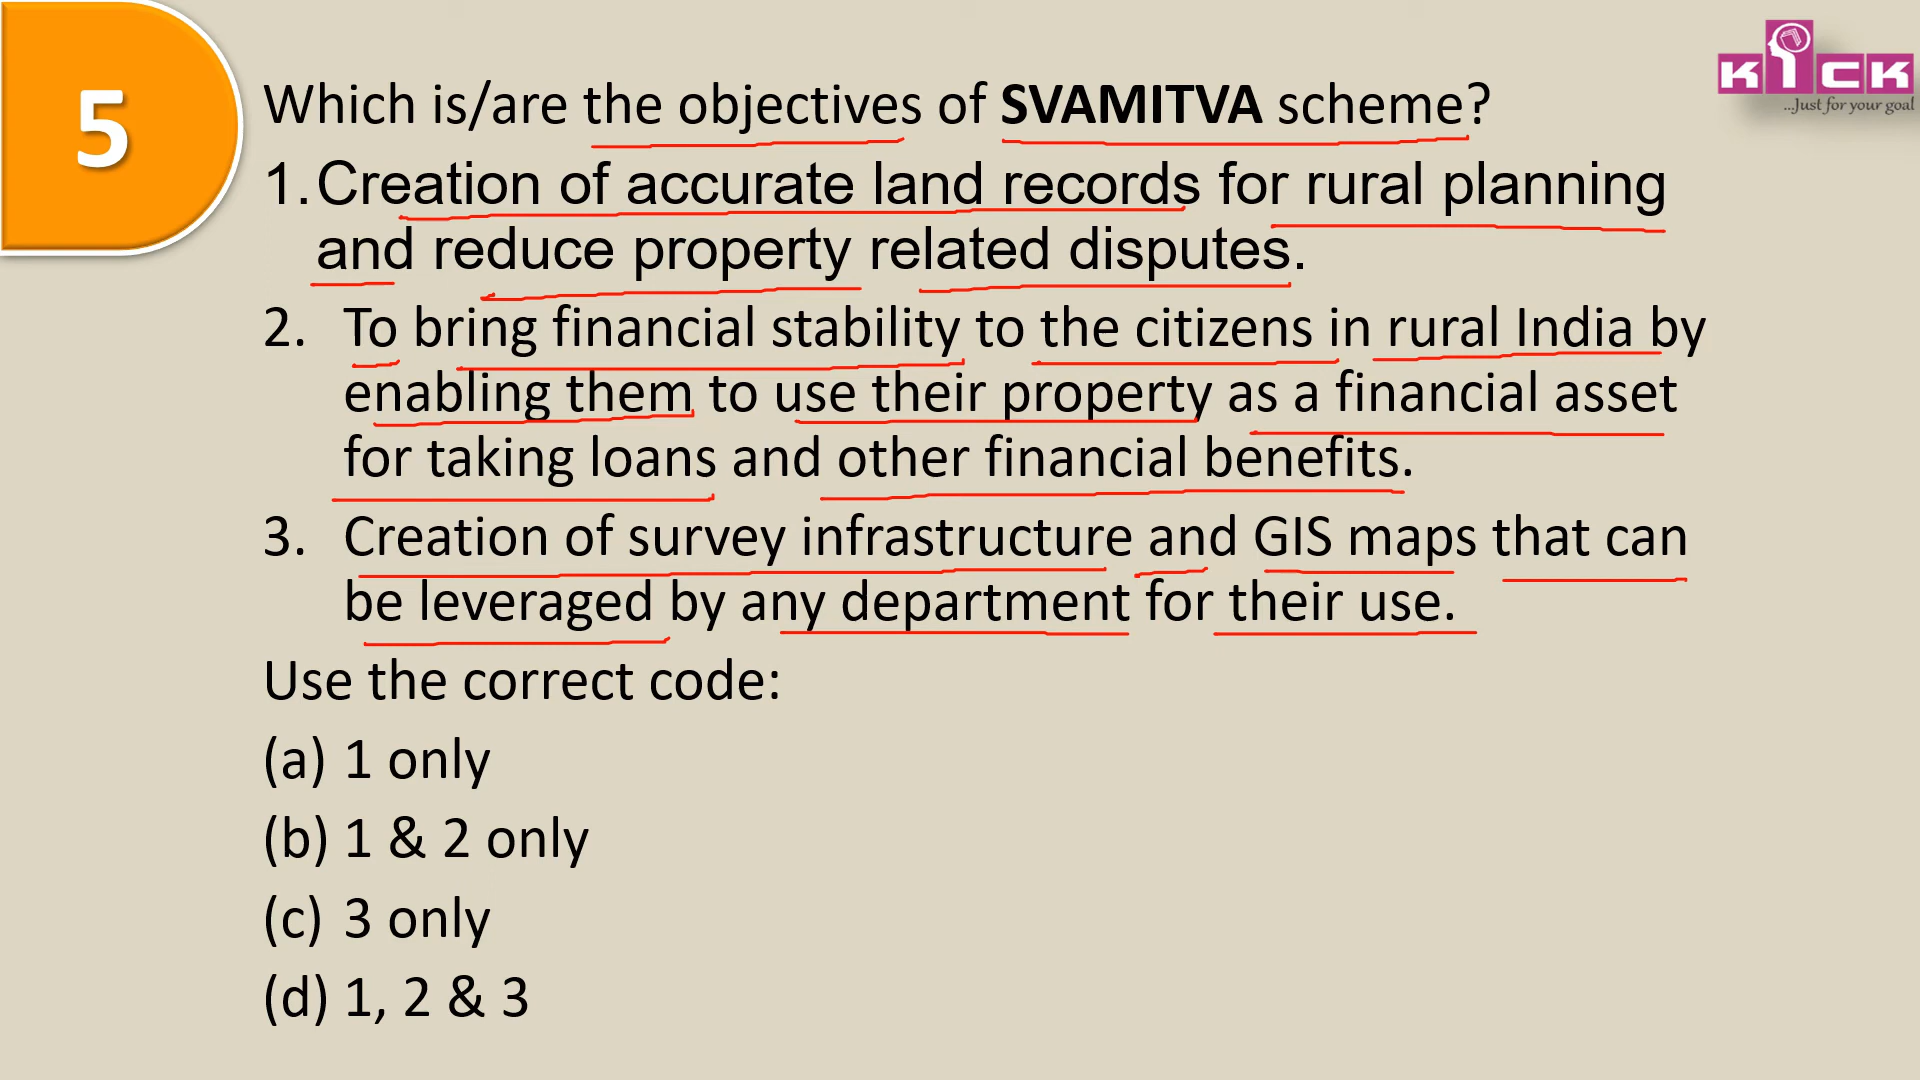 5
Which is/are the objectives of SVAMITVA scheme?
1. Creation of accurate land records for rural planning
and reduce property related disputes.
2. To bring financial stability to the citizens in rural India by
enabling them to use their property as a financial asset
for taking loans and other financial benefits.
3. Creation of survey infrastructure and GIS maps that can
be leveraged by any department for their use.
Use the correct code:
(a) 1 only
(b) 1 & 2 only
(c) 3 only
(d) 1, 2 & 3
KICK
...Just for your goal